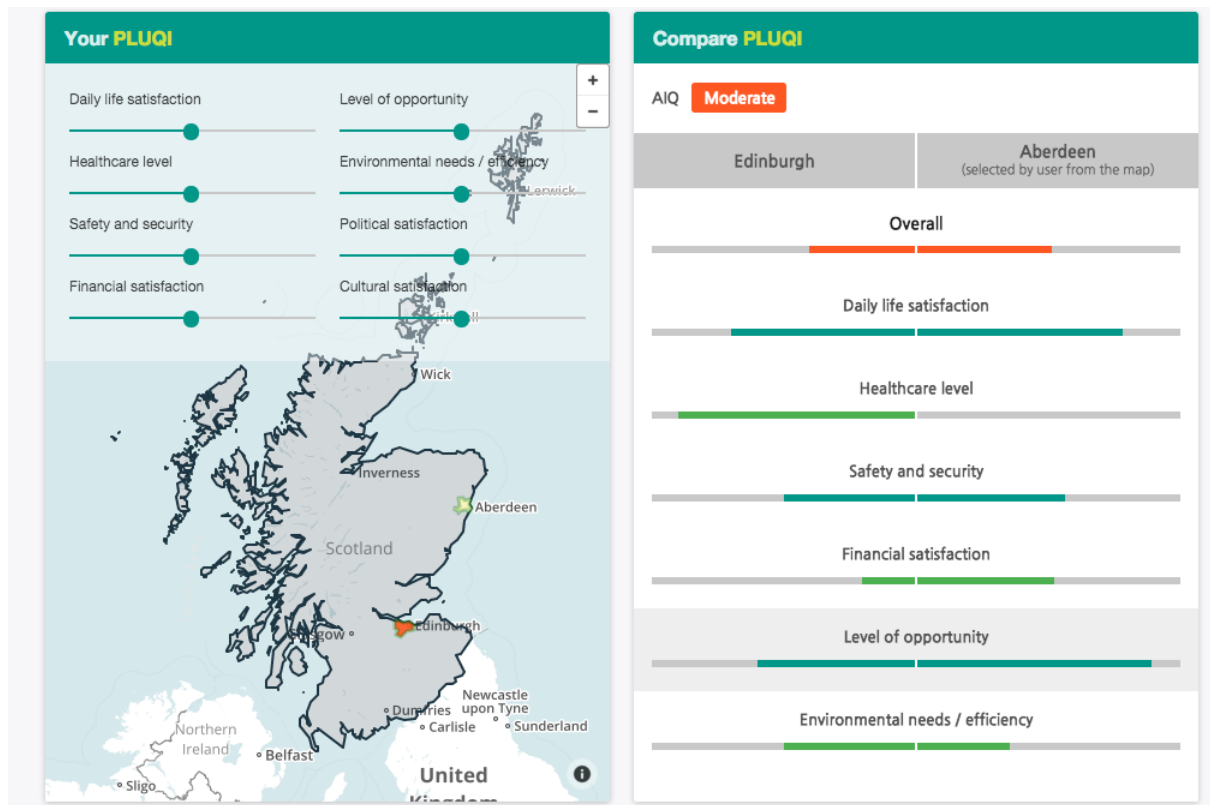 Your PLUQI
+
−
Daily life satisfaction
Level of opportunity
Healthcare level
Environmental needs / efficiency
Lerwick
Safety and security
Political satisfaction
Financial satisfaction
Cultural satisfaction
Kirkwall
Wick
Inverness
Aberdeen
Scotland
Glasgow
Edinburgh
Newcastle
upon Tyne
Dumfries
Carlisle
Sunderland
Northern
Ireland
Belfast
Sligo
United
Kingdom
Compare PLUQI
AIQ Moderate
Edinburgh
Aberdeen
(selected by user from the map)
Overall
Daily life satisfaction
Healthcare level
Safety and security
Financial satisfaction
Level of opportunity
Environmental needs / efficiency